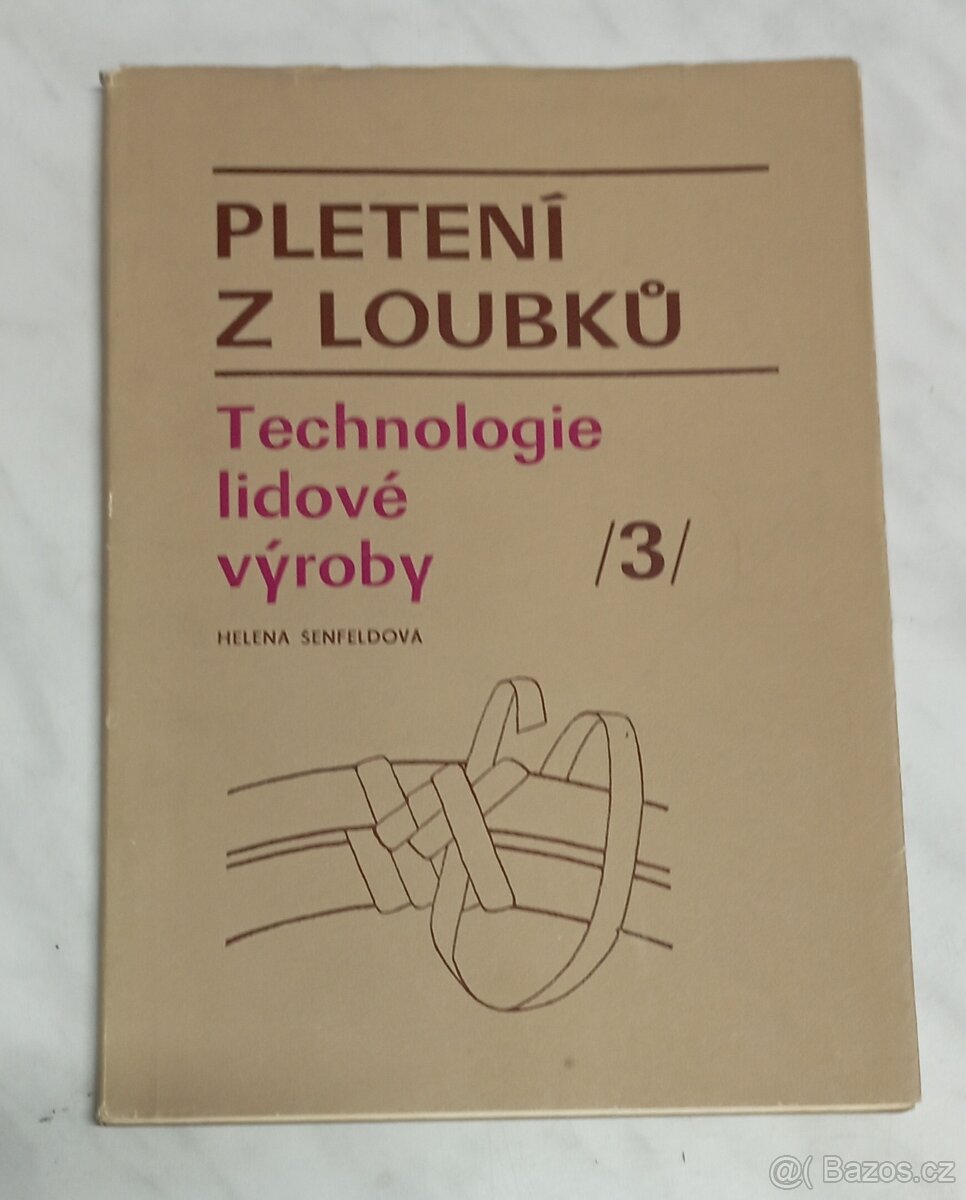 PLETENÍ
Z LOUBKŮ
Technologie
lidové
výroby
/3/
HELENA ŠENFELDOVÁ
@( Bazos.cz